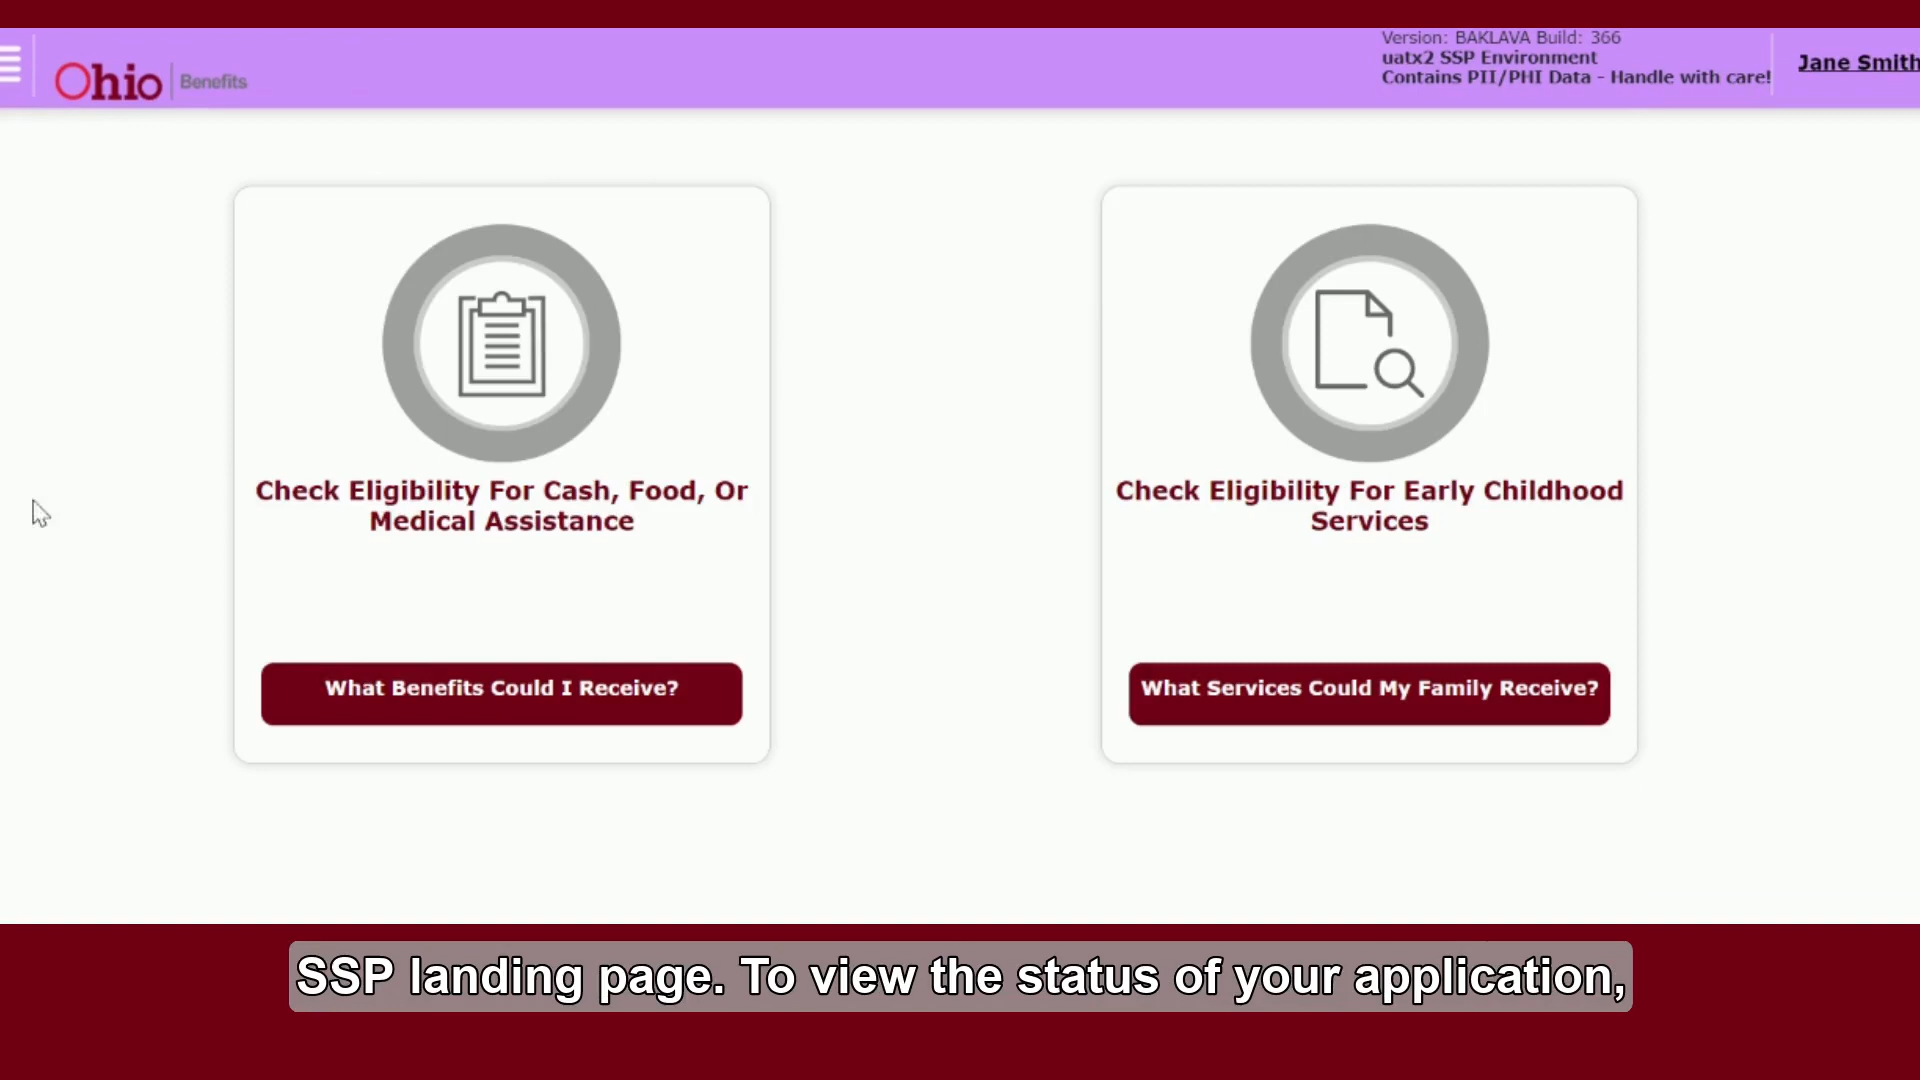 Version: BAKLAVA Build: 366
uatx2 SSP Environment
Contains PII/PHI Data - Handle with care!
Jane Smith
Ohio
Benefits
Check Eligibility For Cash, Food, Or
Medical Assistance
What Benefits Could I Receive?
Check Eligibility For Early Childhood
Services
What Services Could My Family Receive?
SSP landing page. To view the status of your application,